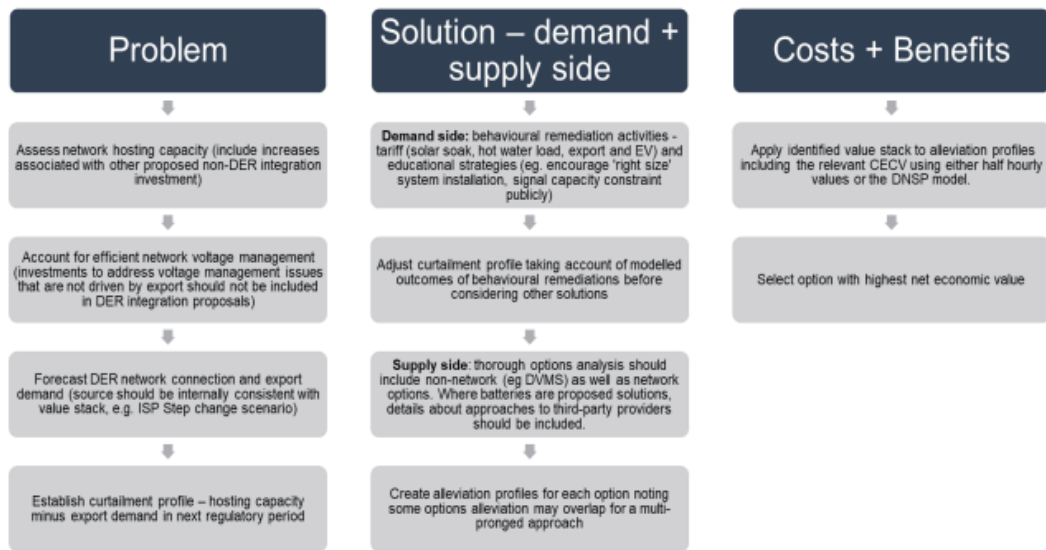 Problem
Assess network hosting capacity (include increases
associated with other proposed non-DER integration
investment)
Account for efficient network voltage management
(investments to address voltage management issues
that are not driven by export should not be included
in DER integration proposals)
Forecast DER network connection and export
demand (source should be internally consistent with
value stack, e.g. ISP Step change scenario)
Establish curtailment profile – hosting capacity
minus export demand in next regulatory period
Solution – demand +
supply side
Demand side: behavioural remediation activities -
tariff (solar soak, hot water load, export and EV) and
educational strategies (eg. encourage 'right size'
system installation, signal capacity constraint
publicly)
Adjust curtailment profile taking account of modelled
outcomes of behavioural remediations before
considering other solutions
Supply side: thorough options analysis should
include non-network (eg DVMS) as well as network
options. Where batteries are proposed solutions,
details about approaches to third-party providers
should be included.
Create alleviation profiles for each option noting
some options alleviation may overlap for a multi-
pronged approach
Costs + Benefits
Apply identified value stack to alleviation profiles
including the relevant CECV using either half hourly
values or the DNSP model.
Select option with highest net economic value